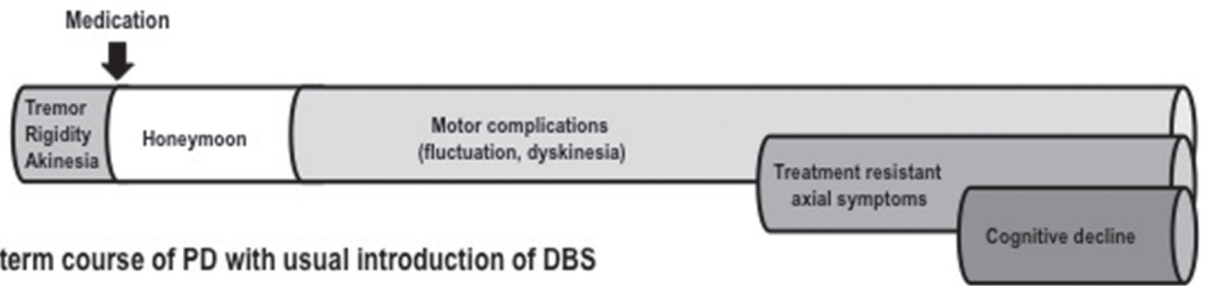 Medication
Tremor
Rigidity
Akinesia
Honeymoon
Motor complications
(fluctuation, dyskinesia)
Treatment resistant
axial symptoms
Cognitive decline
term course of PD with usual introduction of DBS